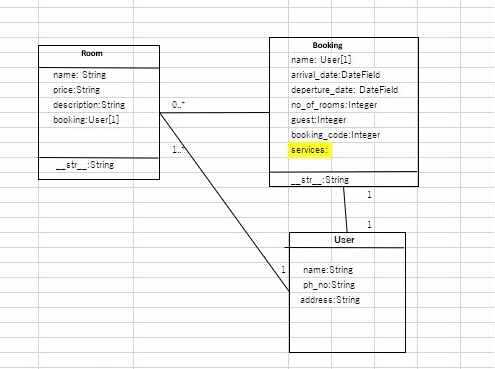 Room
name: String
price:String
description:String
booking:User[1]
__str__:String
0..*
1..*
Booking
name: User[1]
arrival_date:DateField
deperture_date: DateField
no_of_rooms:Integer
guest:Integer
booking_code:Integer
services:
__str__:String
1
1
1
User
name:String
ph_no:String
address:String